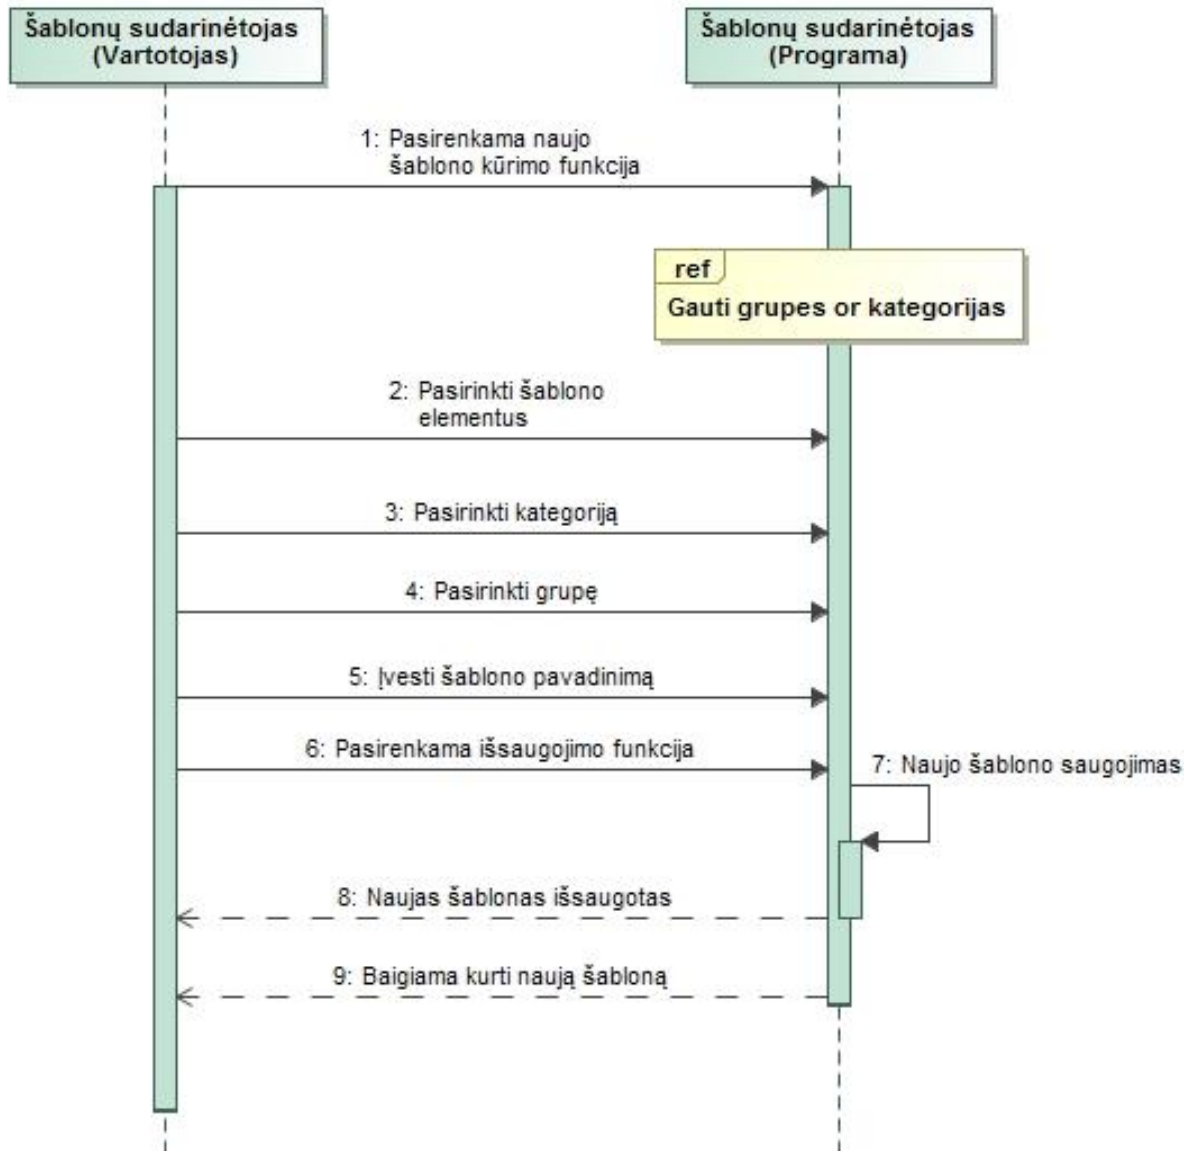 Šablonų sudarinėtojas
(Vartotojas)
Šablonų sudarinėtojas
(Programa)
1: Pasirenkama naujo
šablono kūrimo funkcija
ref
Gauti grupes or kategorijas
2: Pasirinkti šablono
elementus
3: Pasirinkti kategoriją
4: Pasirinkti grupę
5: Įvesti šablono pavadinimą
6: Pasirenkama išsaugojimo funkcija
7: Naujo šablono saugojimas
8: Naujas šablonas išsaugotas
9: Baigiama kurti naują šabloną